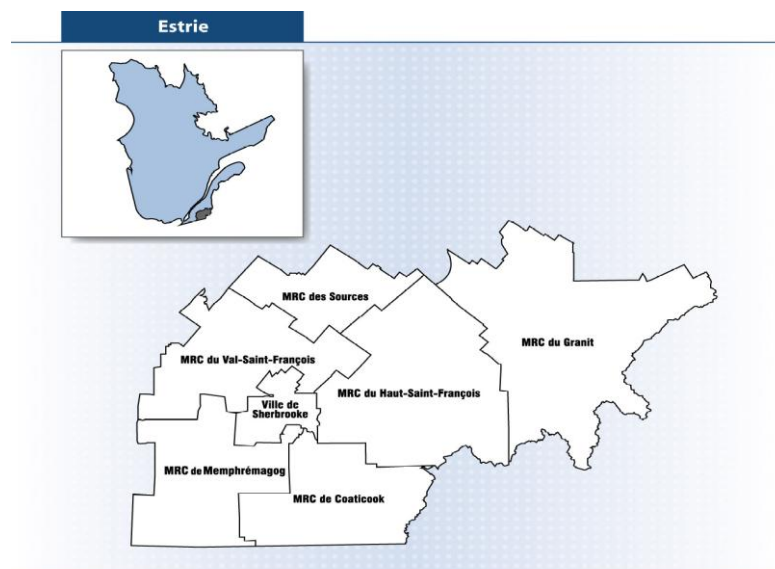 Estrie
MRC des Sources
MRC du Granit
MRC du Val-Saint-François
MRC du Haut-Saint-François
Ville de
Sherbrooke
MRC de Memphrémagog
MRC de Coaticook